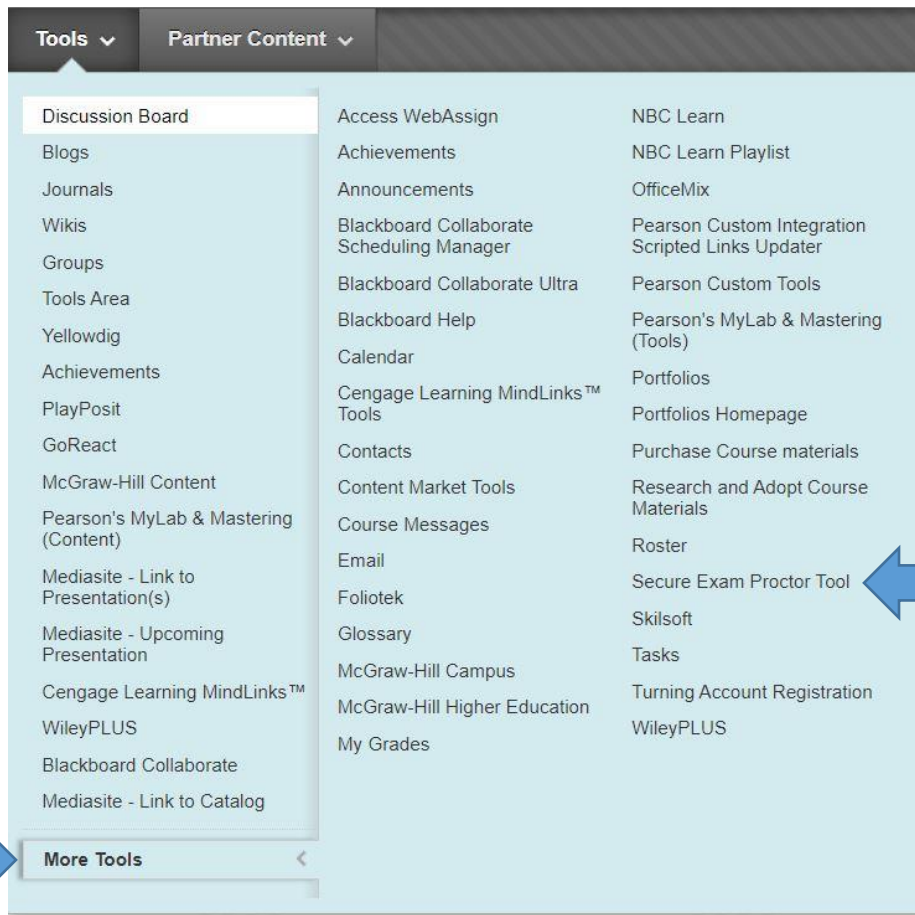 Tools
Partner Content
Discussion Board
Blogs
Journals
Wikis
Groups
Tools Area
Yellowdig
Achievements
PlayPosit
GoReact
McGraw-Hill Content
Pearson's MyLab & Mastering
(Content)
Mediasite - Link to
Presentation(s)
Mediasite - Upcoming
Presentation
Cengage Learning MindLinks™
WileyPLUS
Blackboard Collaborate
Mediasite - Link to Catalog
More Tools
Access WebAssign
Achievements
Announcements
Blackboard Collaborate
Scheduling Manager
Blackboard Collaborate Ultra
Blackboard Help
Calendar
Cengage Learning MindLinks™
Tools
Contacts
Content Market Tools
Course Messages
Email
Foliotek
Glossary
McGraw-Hill Campus
McGraw-Hill Higher Education
My Grades
NBC Learn
NBC Learn Playlist
OfficeMix
Pearson Custom Integration
Scripted Links Updater
Pearson Custom Tools
Pearson's MyLab & Mastering
(Tools)
Portfolios
Portfolios Homepage
Purchase Course materials
Research and Adopt Course
Materials
Roster
Secure Exam Proctor Tool
Skilsoft
Tasks
Turning Account Registration
WileyPLUS